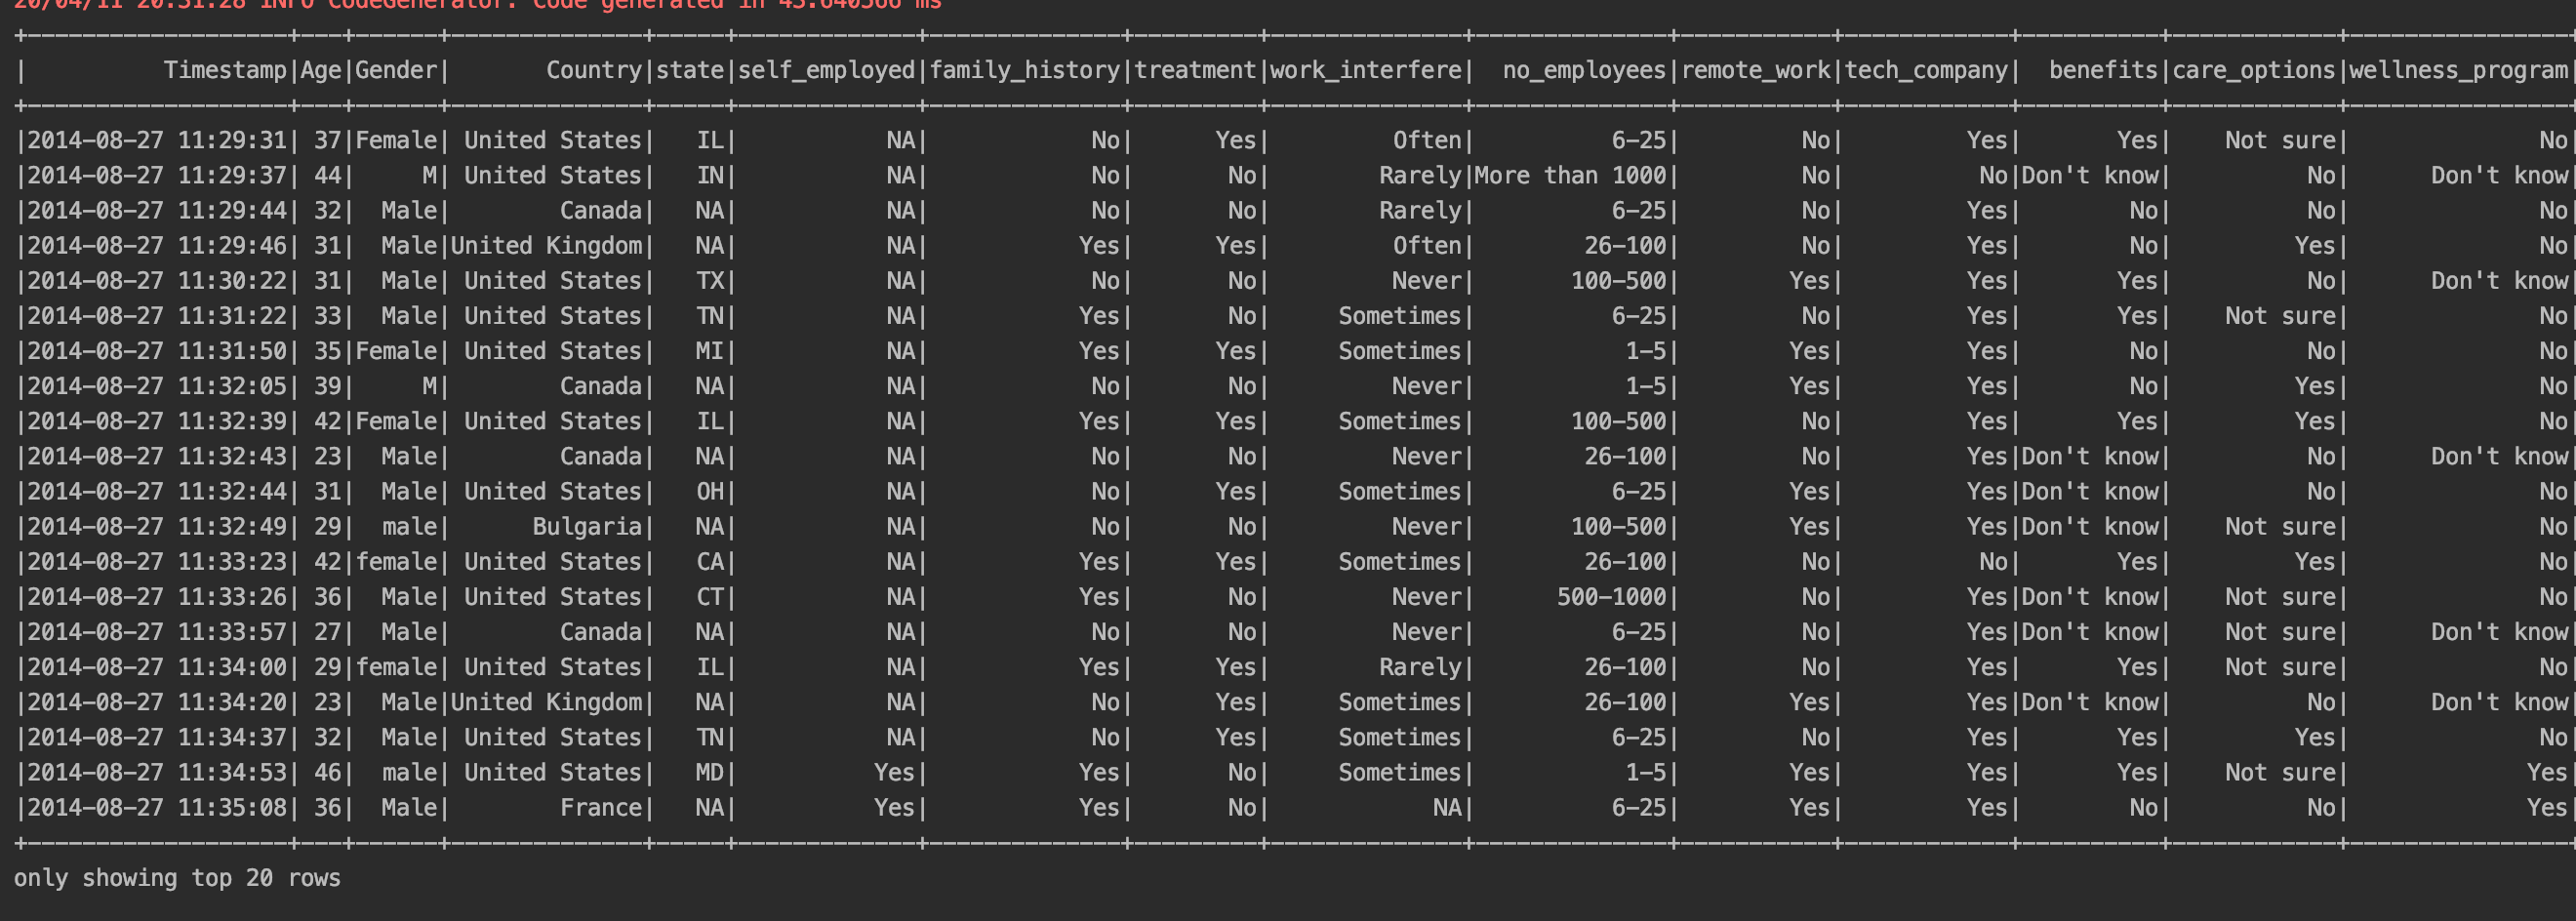 20/04/11 20:31:28 INFO CodeGenerator: Code generated in 43.640566 ms
+-------------------+---+------+--------------+-----+-------------+--------------+---------+--------------+--------------+-----------+------------+----------+------------+----------------+
|          Timestamp|Age|Gender|       Country|state|self_employed|family_history|treatment|work_interfere|  no_employees|remote_work|tech_company|  benefits|care_options|wellness_program|
+-------------------+---+------+--------------+-----+-------------+--------------+---------+--------------+--------------+-----------+------------+----------+------------+----------------+
|2014-08-27 11:29:31| 37|Female| United States|   IL|           NA|            No|      Yes|         Often|          6-25|         No|         Yes|       Yes|    Not sure|              No|
|2014-08-27 11:29:37| 44|     M| United States|   IN|           NA|            No|       No|        Rarely|More than 1000|         No|          No|Don't know|          No|      Don't know|
|2014-08-27 11:29:44| 32|  Male|        Canada|   NA|           NA|            No|       No|        Rarely|          6-25|         No|         Yes|        No|          No|              No|
|2014-08-27 11:29:46| 31|  Male|United Kingdom|   NA|           NA|           Yes|      Yes|         Often|        26-100|         No|         Yes|        No|         Yes|              No|
|2014-08-27 11:30:22| 31|  Male| United States|   TX|           NA|            No|       No|         Never|       100-500|        Yes|         Yes|       Yes|          No|      Don't know|
|2014-08-27 11:31:22| 33|  Male| United States|   TN|           NA|           Yes|       No|     Sometimes|          6-25|         No|         Yes|       Yes|    Not sure|              No|
|2014-08-27 11:31:50| 35|Female| United States|   MI|           NA|           Yes|      Yes|     Sometimes|           1-5|        Yes|         Yes|        No|          No|              No|
|2014-08-27 11:32:05| 39|     M|        Canada|   NA|           NA|            No|       No|         Never|           1-5|        Yes|         Yes|        No|         Yes|              No|
|2014-08-27 11:32:39| 42|Female| United States|   IL|           NA|           Yes|      Yes|     Sometimes|       100-500|         No|         Yes|       Yes|         Yes|              No|
|2014-08-27 11:32:43| 23|  Male|        Canada|   NA|           NA|            No|       No|         Never|        26-100|         No|         Yes|Don't know|          No|      Don't know|
|2014-08-27 11:32:44| 31|  Male| United States|   OH|           NA|            No|      Yes|     Sometimes|          6-25|        Yes|         Yes|Don't know|          No|              No|
|2014-08-27 11:32:49| 29|  male|      Bulgaria|   NA|           NA|            No|       No|         Never|       100-500|        Yes|         Yes|Don't know|    Not sure|              No|
|2014-08-27 11:33:23| 42|female| United States|   CA|           NA|           Yes|      Yes|     Sometimes|        26-100|         No|          No|       Yes|         Yes|              No|
|2014-08-27 11:33:26| 36|  Male| United States|   CT|           NA|           Yes|       No|         Never|      500-1000|         No|         Yes|Don't know|    Not sure|              No|
|2014-08-27 11:33:57| 27|  Male|        Canada|   NA|           NA|            No|       No|         Never|          6-25|         No|         Yes|Don't know|    Not sure|      Don't know|
|2014-08-27 11:34:00| 29|female| United States|   IL|           NA|           Yes|      Yes|        Rarely|        26-100|         No|         Yes|       Yes|    Not sure|              No|
|2014-08-27 11:34:20| 23|  Male|United Kingdom|   NA|           NA|            No|      Yes|     Sometimes|        26-100|        Yes|         Yes|Don't know|          No|      Don't know|
|2014-08-27 11:34:37| 32|  Male| United States|   TN|           NA|            No|      Yes|     Sometimes|          6-25|         No|         Yes|       Yes|         Yes|              No|
|2014-08-27 11:34:53| 46|  male| United States|   MD|          Yes|           Yes|       No|     Sometimes|           1-5|        Yes|         Yes|       Yes|    Not sure|             Yes|
|2014-08-27 11:35:08| 36|  Male|        France|   NA|          Yes|           Yes|       No|            NA|          6-25|        Yes|         Yes|        No|          No|             Yes|
+-------------------+---+------+--------------+-----+-------------+--------------+---------+--------------+--------------+-----------+------------+----------+------------+----------------+
only showing top 20 rows